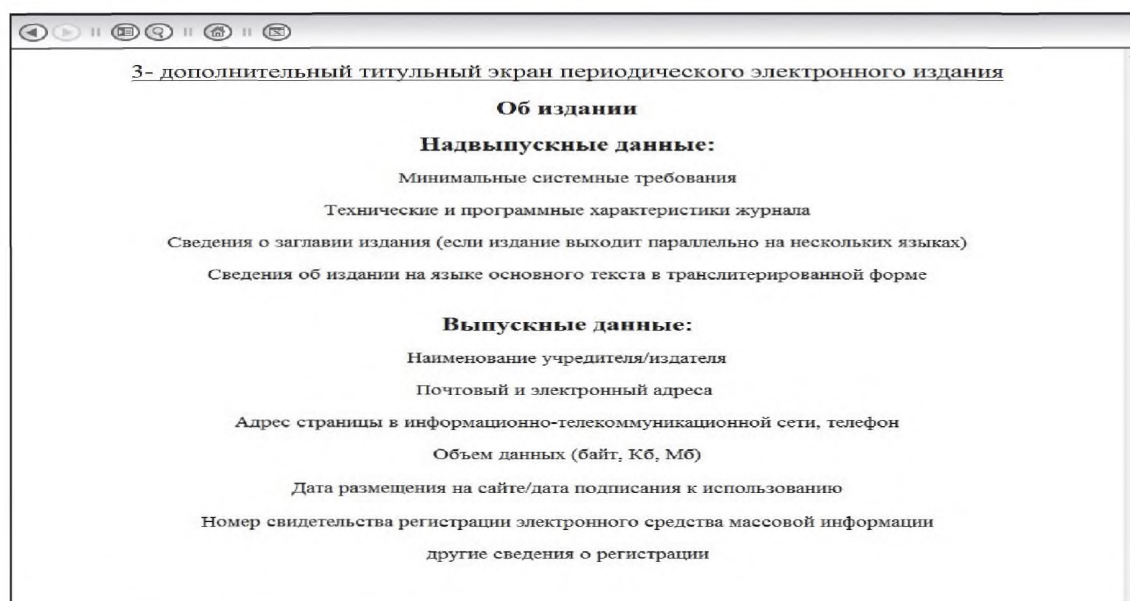 3- дополнительный титульный экран периодического электронного издания
Об издании
Надвыпускные данные:
Минимальные системные требования
Технические и программные характеристики журнала
Сведения о заглавии издания (если издание выходит параллельно на нескольких языках)
Сведения об издании на языке основного текста в транслитерированной форме
Выпускные данные:
Наименование учредителя/издателя
Почтовый и электронный адреса
Адрес страницы в информационно-телекоммуникационной сети, телефон
Объем данных (байт, Кб, Мб)
Дата размещения на сайте/дата подписания к использованию
Номер свидетельства регистрации электронного средства массовой информации
другие сведения о регистрации